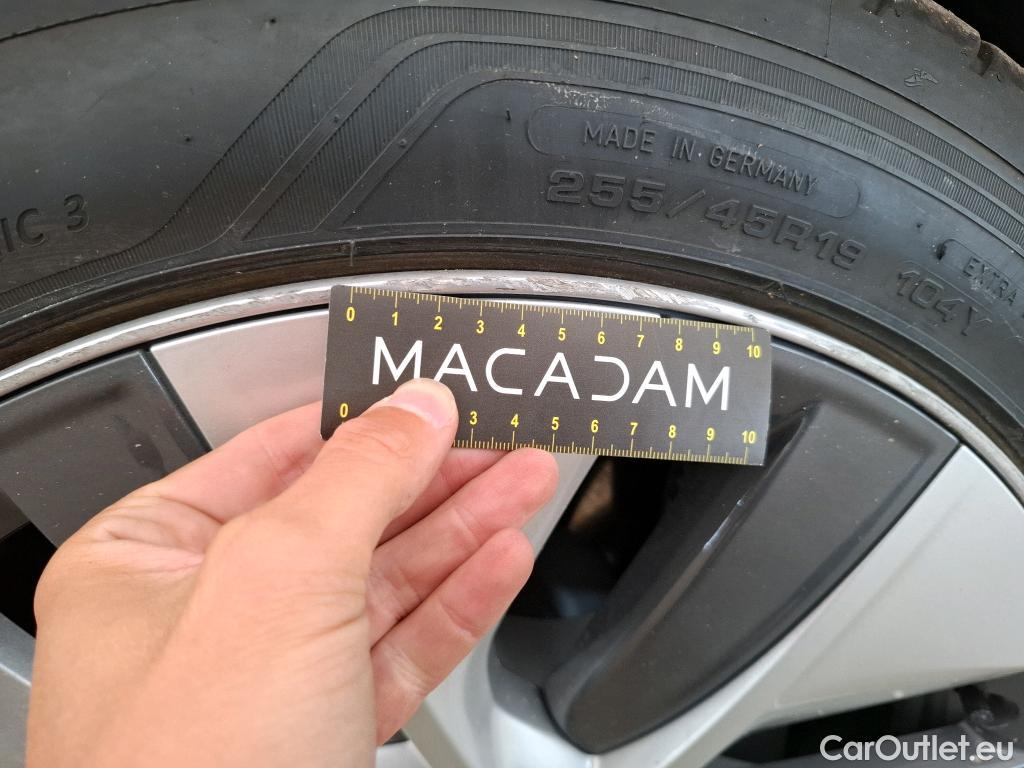 MADE IN GERMANY
255/45R19
IC 3
EXTRA
104Y
0 1 2 3 4 5 6 7 8 9 10
MACADAM
0 3 4 5 6 7 8 9 10
CarOutlet.eu